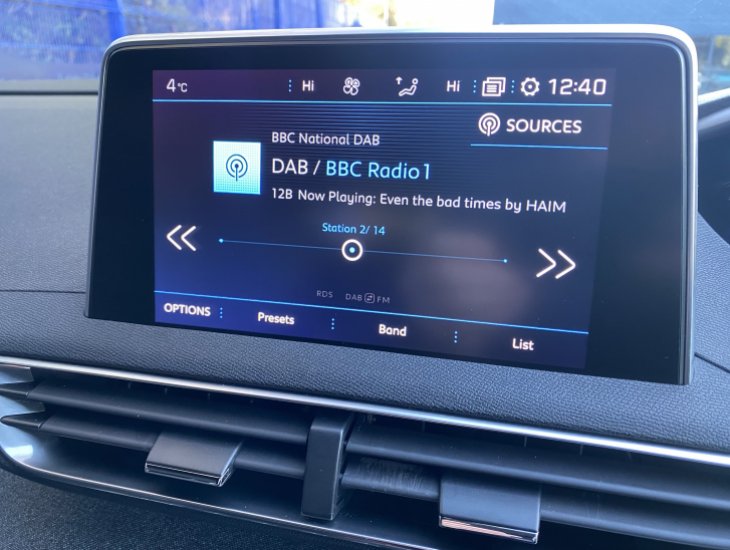 4°C Hi Hi 12:40
SOURCES
BBC National DAB
DAB / BBC Radio 1
12B Now Playing: Even the bad times by HAIM
Station 2/ 14
RDS DAB FM
OPTIONS Presets Band List